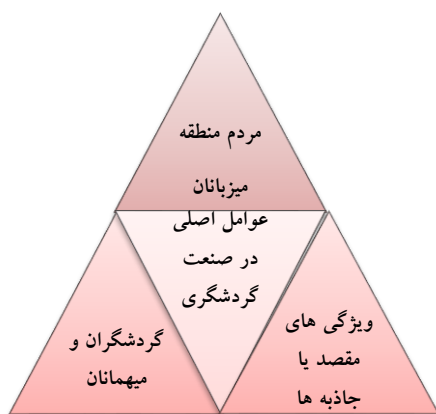 مردم منطقه
میزبانان
عوامل اصلی
در صنعت
گردشگری
ویژگی های
مقصد یا
جاذبه ها
گردشگران و
میهمانان